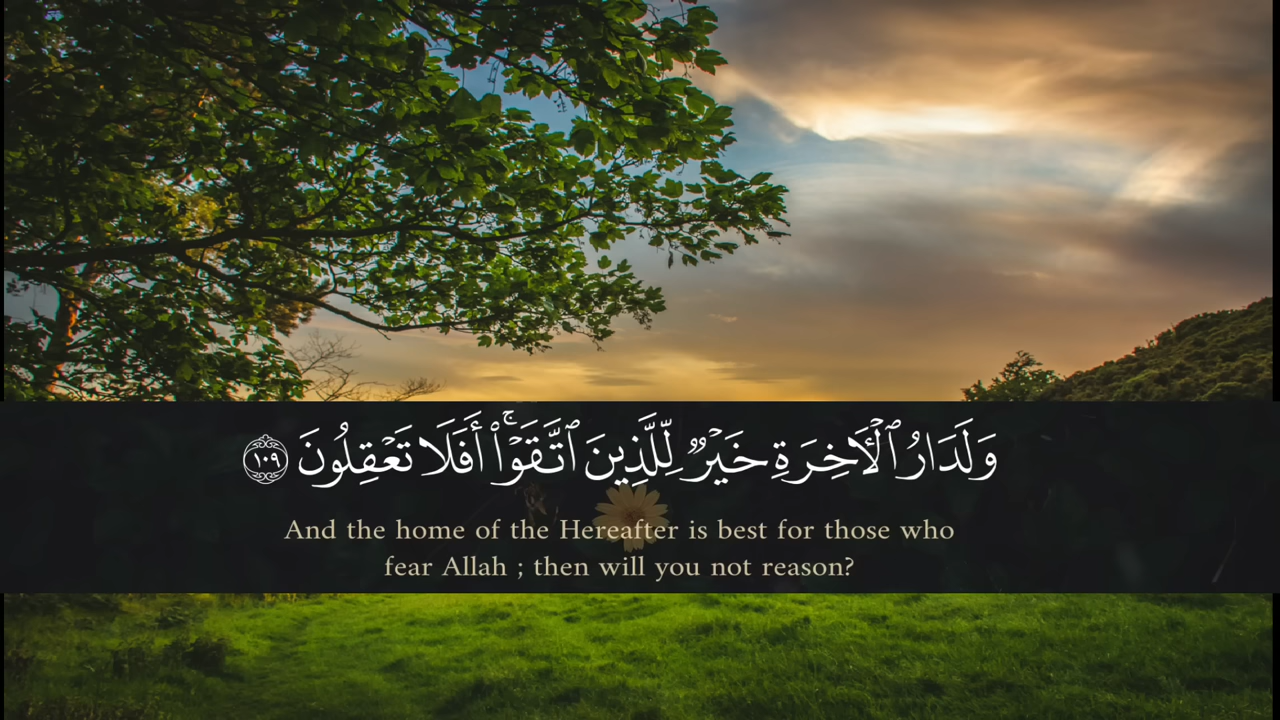 وَلَدَارُ ٱلْأَخِرَةِ خَيْرٌ لِّلَّذِينَ ٱتَّقَوْا۟ ۚ أَفَلَا تَعْقِلُونَ ١٠٩
And the home of the Hereafter is best for those who
fear Allah ; then will you not reason?